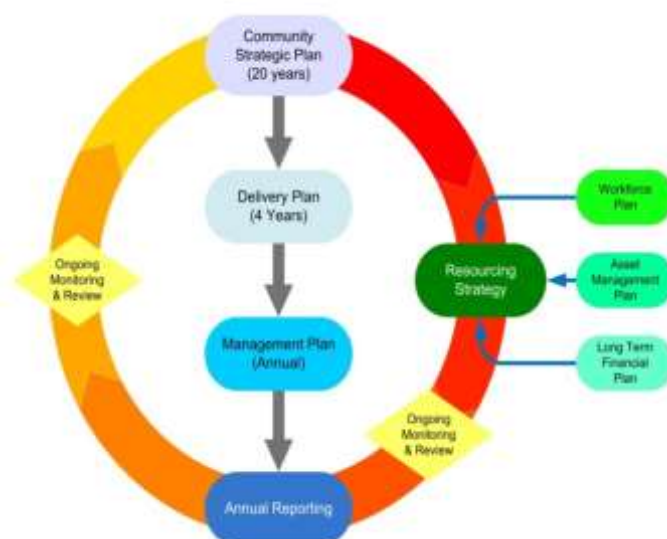 Community
Strategic Plan
(20 years)
Delivery Plan
(4 Years)
Workforce
Plan
Ongoing
Monitoring
& Review
Resourcing
Strategy
Asset
Management
Plan
Management Plan
(Annual)
Long Term
Financial
Plan
Ongoing
Monitoring
& Review
Annual Reporting